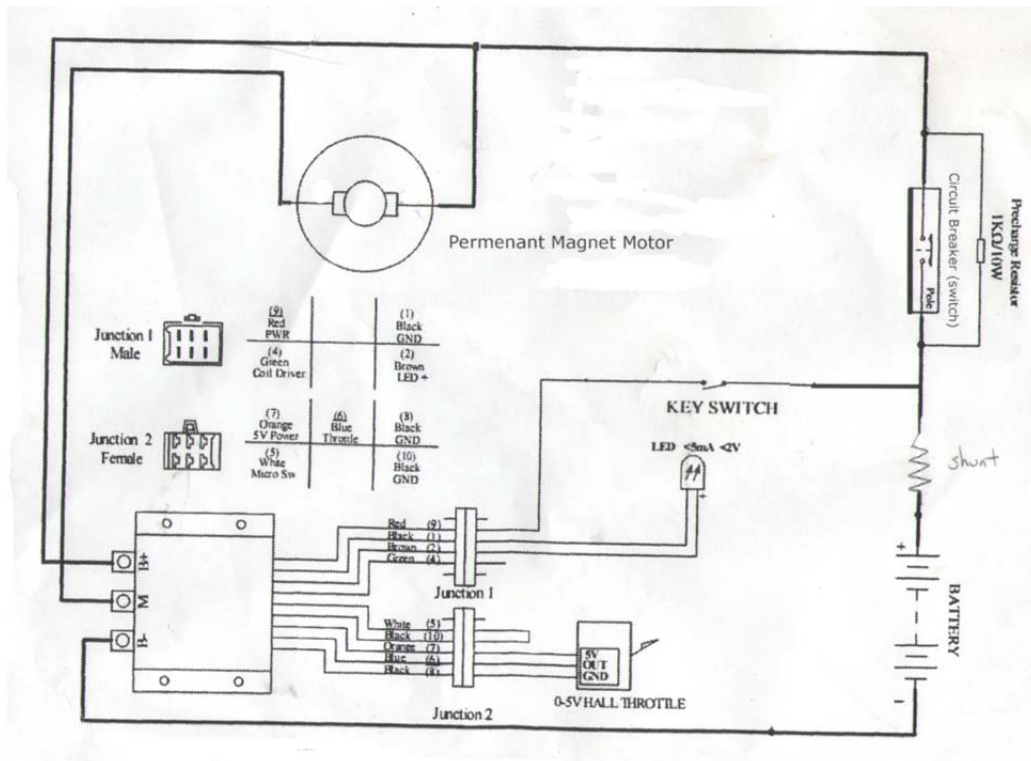 Permenant Magnet Motor
Circuit Breaker (switch)
Pole
Precharge Resistor
1KΩ/10W
Junction 1
Male
(9)
Red
PWR
(1)
Black
GND
(4)
Green
Coil Driver
(2)
Brown
LED +
Junction 2
Female
(7)
Orange
5V Power
(6)
Blue
Throttle
(8)
Black
GND
(5)
White
Micro Sw
(10)
Black
GND
KEY SWITCH
LED <5mA <2V
+
shunt
+
BATTERY
-
B+
M
B-
Red (9)
Black (1)
Brown (2)
Green (4)
Junction 1
White (5)
Black (10)
Orange (7)
Blue (6)
Black (8)
Junction 2
5V
OUT
GND
0-5V HALL THROTTLE